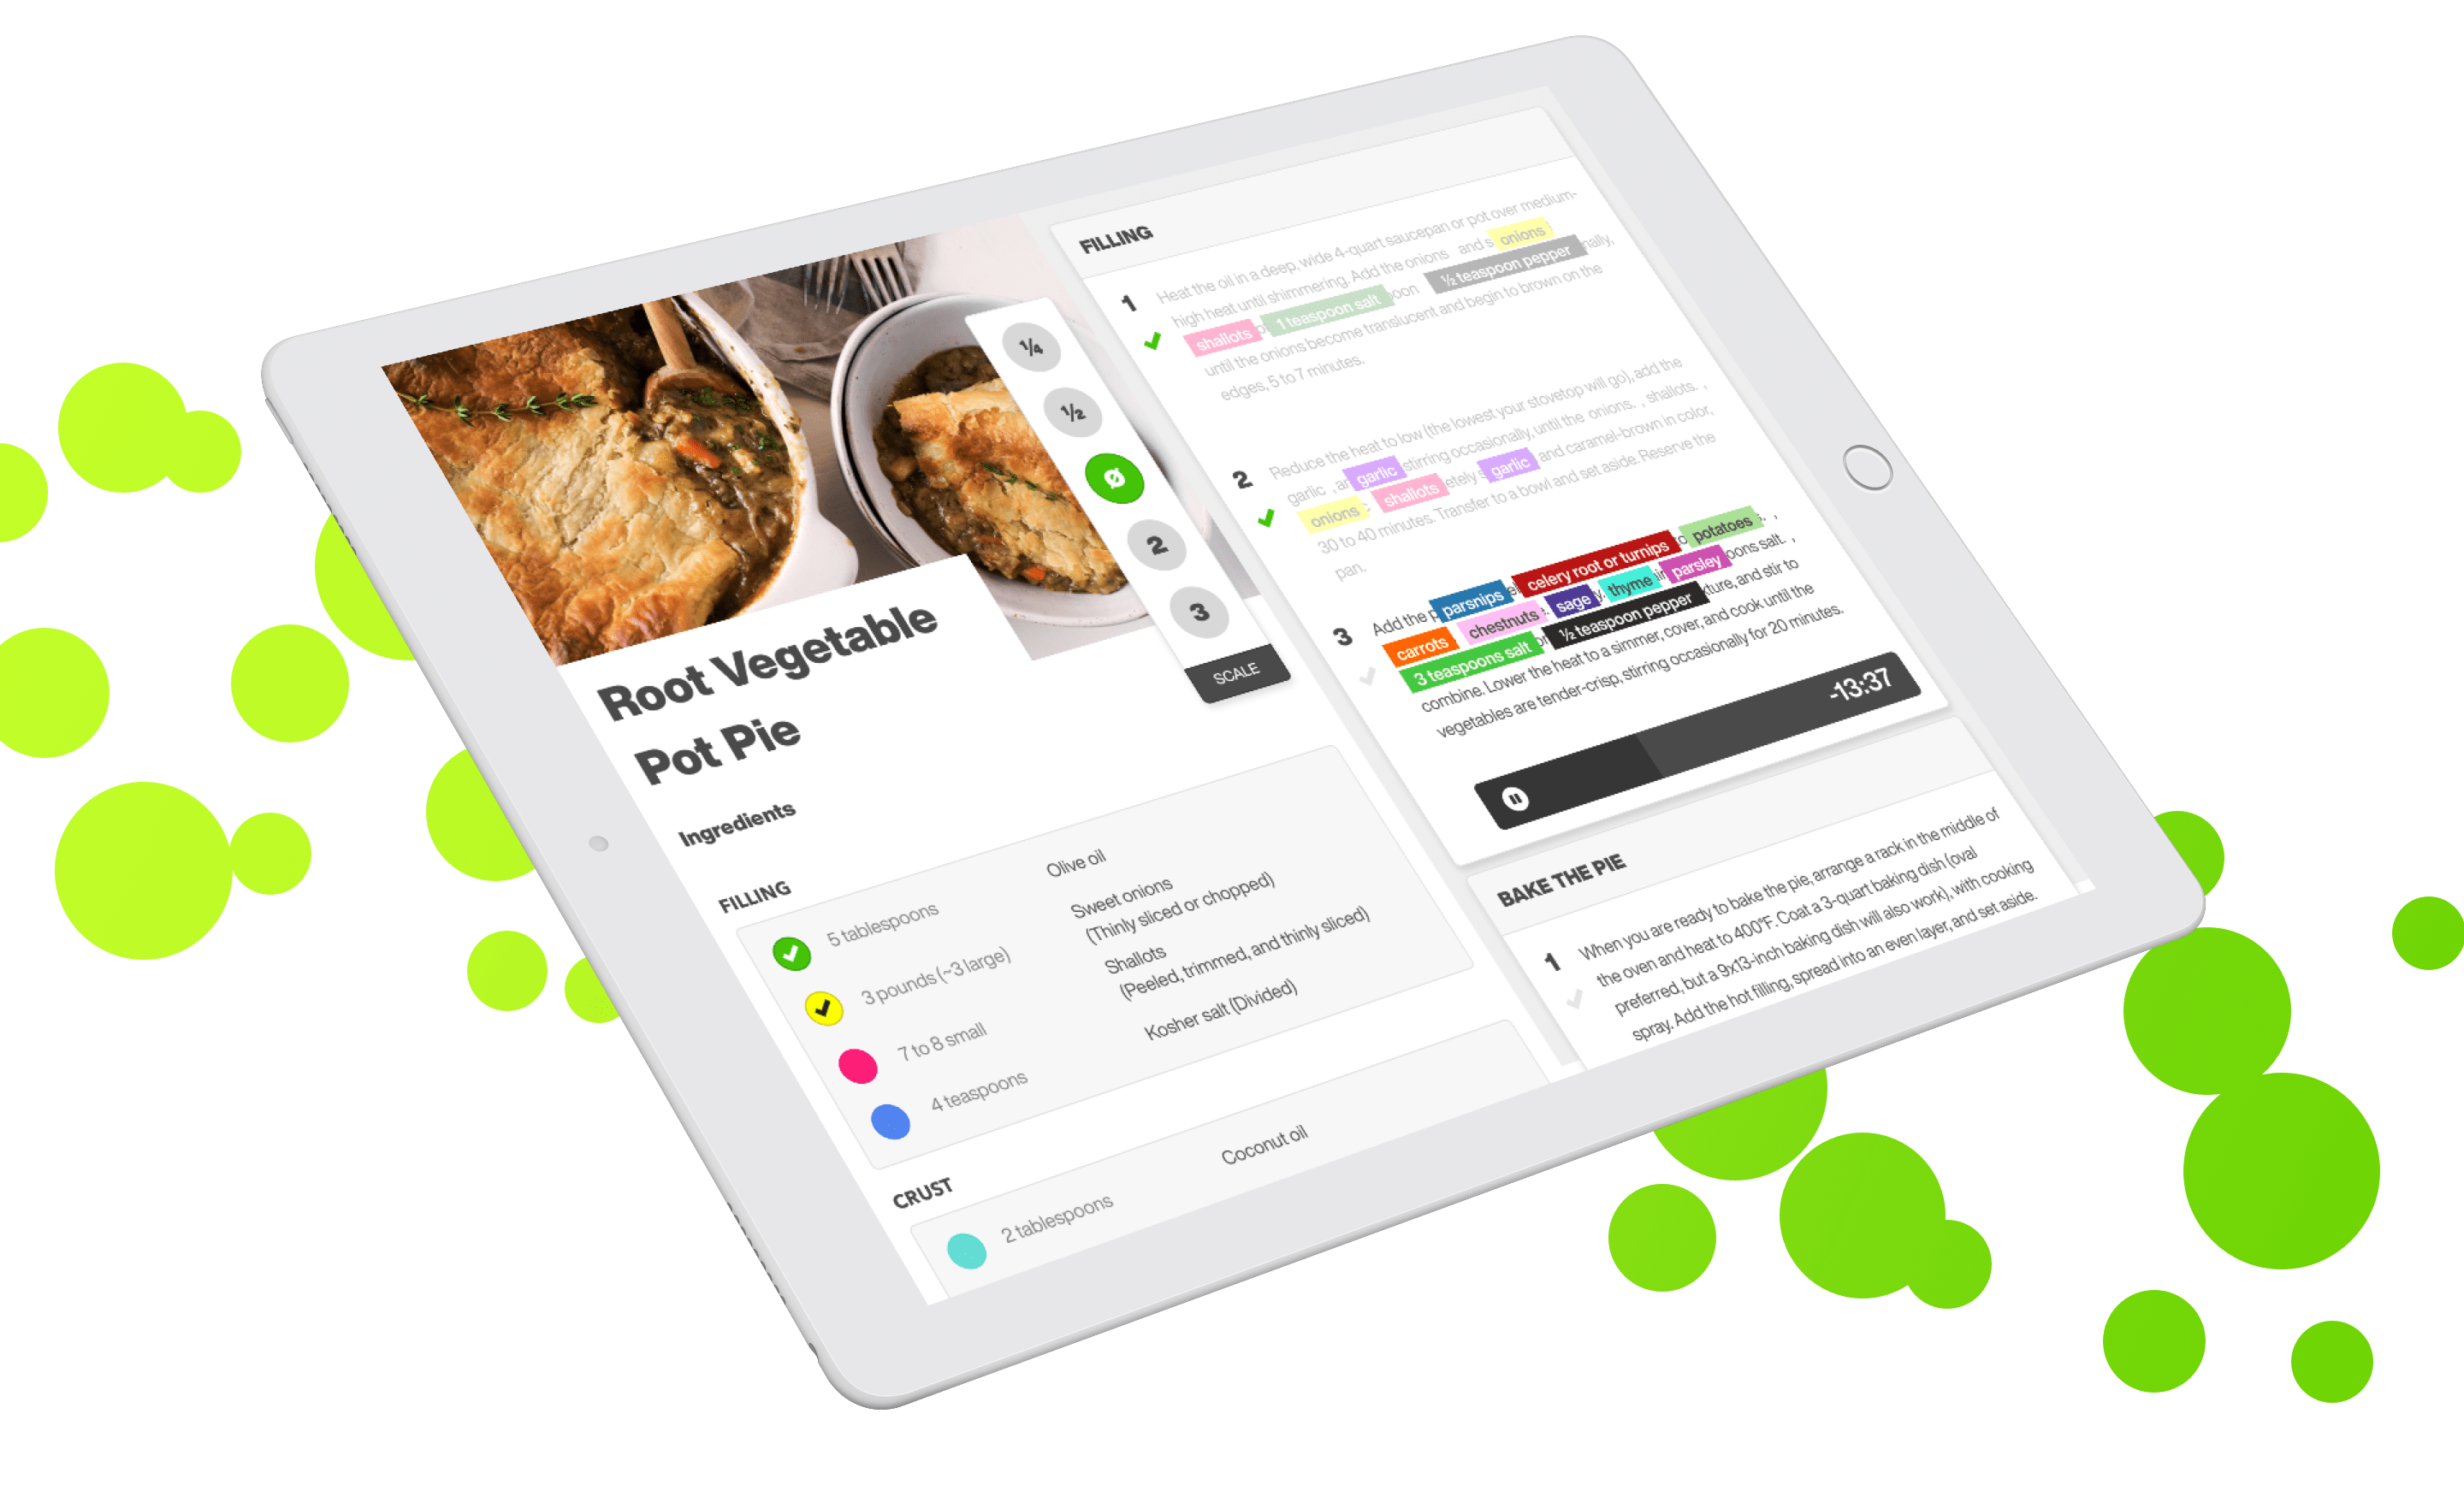 Root Vegetable
Pot Pie
¼
½
Ø
2
3
SCALE
Ingredients
FILLING
5 tablespoons Olive oil
3 pounds (~3 large) Sweet onions
(Thinly sliced or chopped)
7 to 8 small Shallots
(Peeled, trimmed, and thinly sliced)
4 teaspoons Kosher salt (Divided)
CRUST
2 tablespoons Coconut oil
FILLING
1
Heat the oil in a deep, wide 4-quart saucepan or pot over medium-
high heat until shimmering. Add the onions and onions
shallots 1 teaspoon salt ½ teaspoon pepper
until the onions become translucent and begin to brown on the
edges, 5 to 7 minutes.
2
Reduce the heat to low (the lowest your stovetop will go), add the
garlic , garlic stirring occasionally, until the onions. , shallots. ,
onions shallots garlic and caramel-brown in color,
30 to 40 minutes. Transfer to a bowl and set aside. Reserve the
pan.
3
Add the parsnips celery root or turnips potatoes
carrots chestnuts sage thyme parsley salt. ,
3 teaspoons salt ½ teaspoon pepper and stir to
combine. Lower the heat to a simmer, cover, and cook until the
vegetables are tender-crisp, stirring occasionally for 20 minutes.
-13:37
BAKE THE PIE
1
When you are ready to bake the pie, arrange a rack in the middle of
the oven and heat to 400°F. Coat a 3-quart baking dish (oval
preferred, but a 9x13-inch baking dish will also work), with cooking
spray. Add the hot filling, spread into an even layer, and set aside.